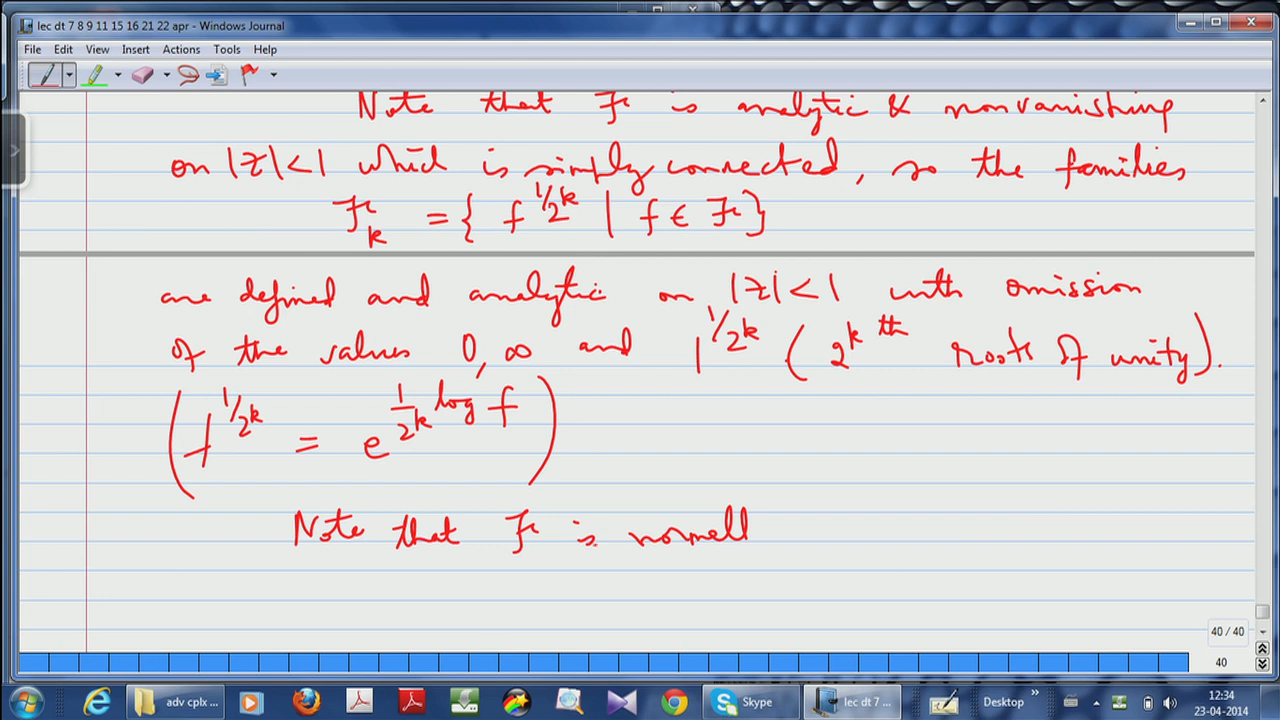 lec dt 7 8 9 11 15 16 21 22 apr - Windows Journal
File Edit View Insert Actions Tools Help
Note that ℱ is analytic & nonvanishing
on |z|<1 which is simply connected, so the families
ℱ_k = { f^{1/2^k} | f ∈ ℱ }
are defined and analytic on |z|<1 with omission
of the values 0, ∞ and 1^{1/2^k} (2^k th roots of unity).
( f^{1/2^k} = e^{1/2^k log f} )
Note that ℱ is normall
40 / 40
40
adv cplx ...
Skype
lec dt 7 ...
Desktop
»
12:34
23-04-2014